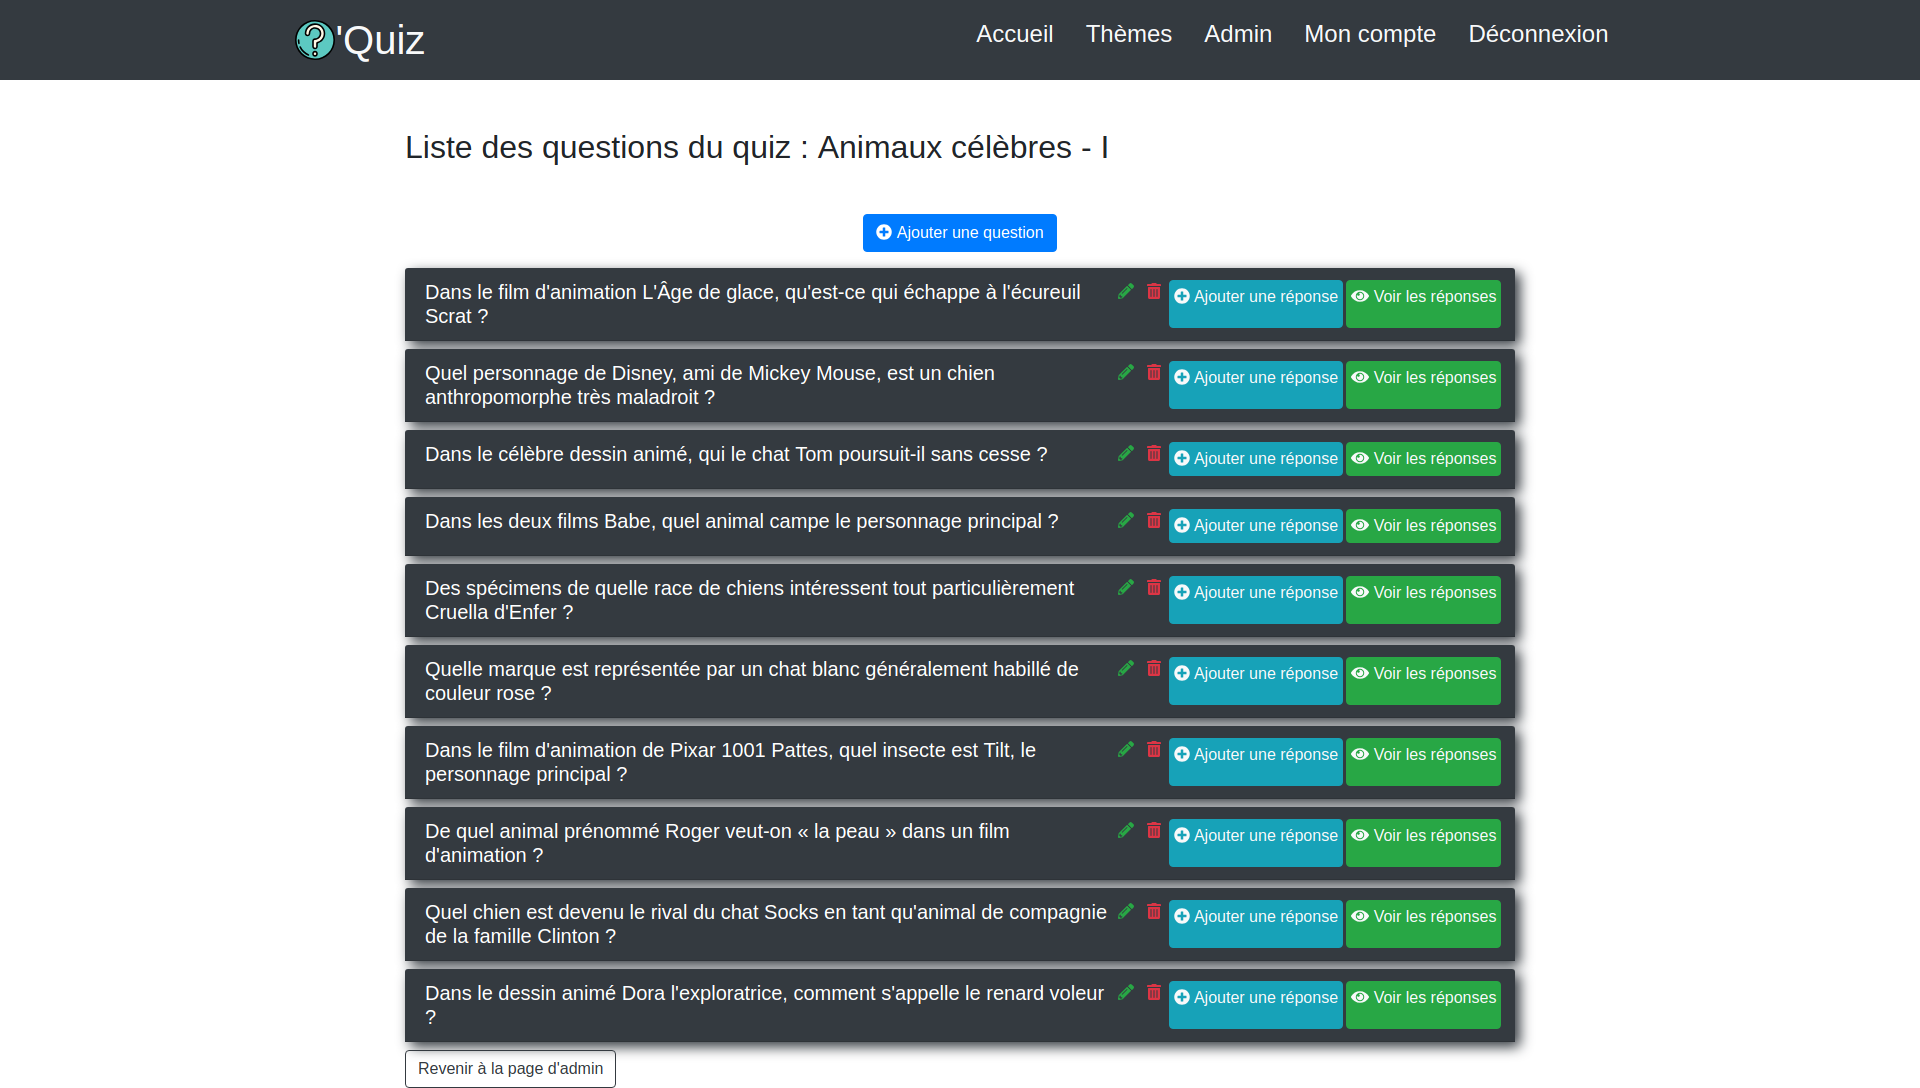 ?'Quiz
Accueil Thèmes Admin Mon compte Déconnexion
Liste des questions du quiz : Animaux célèbres - I
Ajouter une question
Dans le film d'animation L'Âge de glace, qu'est-ce qui échappe à l'écureuil
Scrat ?
Ajouter une réponse
Voir les réponses
Quel personnage de Disney, ami de Mickey Mouse, est un chien
anthropomorphe très maladroit ?
Ajouter une réponse
Voir les réponses
Dans le célèbre dessin animé, qui le chat Tom poursuit-il sans cesse ?
Ajouter une réponse
Voir les réponses
Dans les deux films Babe, quel animal campe le personnage principal ?
Ajouter une réponse
Voir les réponses
Des spécimens de quelle race de chiens intéressent tout particulièrement
Cruella d'Enfer ?
Ajouter une réponse
Voir les réponses
Quelle marque est représentée par un chat blanc généralement habillé de
couleur rose ?
Ajouter une réponse
Voir les réponses
Dans le film d'animation de Pixar 1001 Pattes, quel insecte est Tilt, le
personnage principal ?
Ajouter une réponse
Voir les réponses
De quel animal prénommé Roger veut-on « la peau » dans un film
d'animation ?
Ajouter une réponse
Voir les réponses
Quel chien est devenu le rival du chat Socks en tant qu'animal de compagnie
de la famille Clinton ?
Ajouter une réponse
Voir les réponses
Dans le dessin animé Dora l'exploratrice, comment s'appelle le renard voleur
?
Ajouter une réponse
Voir les réponses
Revenir à la page d'admin